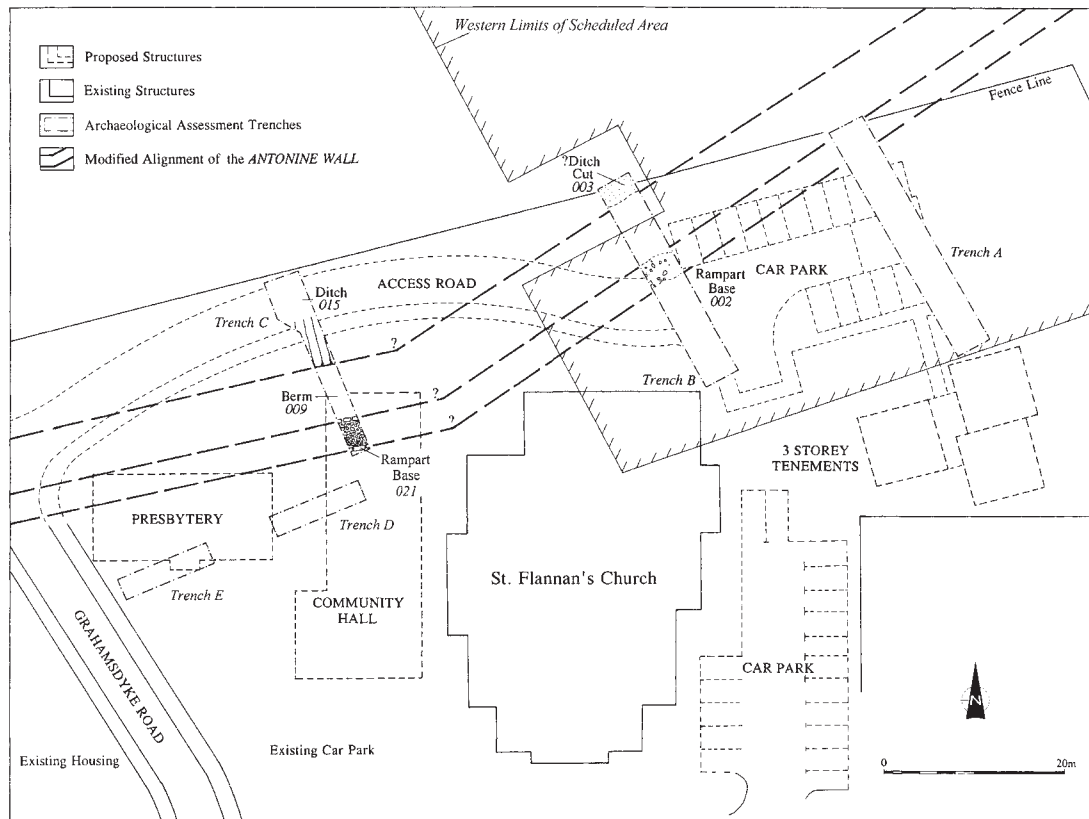 Western Limits of Scheduled Area
Proposed Structures
Existing Structures
Archaeological Assessment Trenches
Modified Alignment of the ANTONINE WALL
Fence Line
?Ditch
Cut
003
Trench A
CAR PARK
Rampart
Base
002
ACCESS ROAD
Ditch
015
Trench C
?
?
?
Trench B
Berm
009
Rampart
Base
021
3 STOREY
TENEMENTS
PRESBYTERY
Trench D
Trench E
St. Flannan's Church
COMMUNITY
HALL
GRAHAMSDYKE ROAD
CAR PARK
N
Existing Housing
Existing Car Park
0
20m